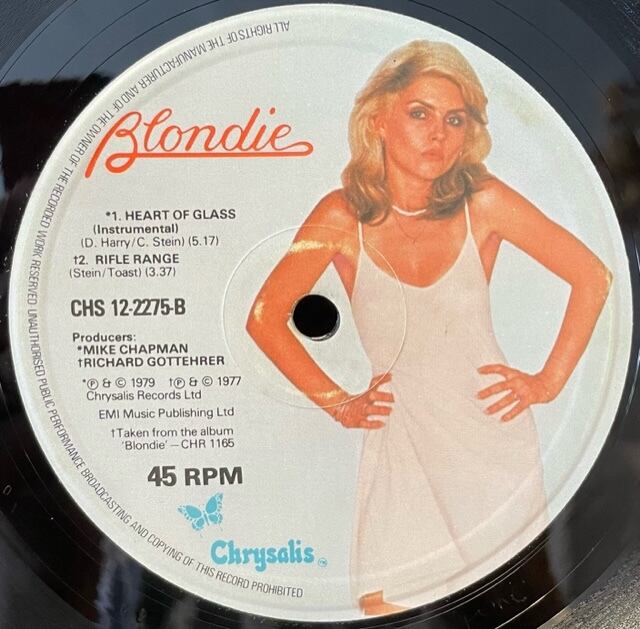 ALL RIGHTS OF THE MANUFACTURER AND OF THE OWNER OF THE RECORDED WORK RESERVED. UNAUTHORISED PUBLIC PERFORMANCE BROADCASTING AND COPYING OF THIS RECORD PROHIBITED
Blondie
*1. HEART OF GLASS
(Instrumental)
(D. Harry/C. Stein) (5.17)
†2. RIFLE RANGE
(Stein/Toast) (3.37)
CHS 12-2275-B
Producers:
*MIKE CHAPMAN
†RICHARD GOTTEHRER
*℗ & © 1979 †℗ & © 1977
Chrysalis Records Ltd
EMI Music Publishing Ltd
†Taken from the album
'Blondie' – CHR 1165
45 RPM
Chrysalis TM